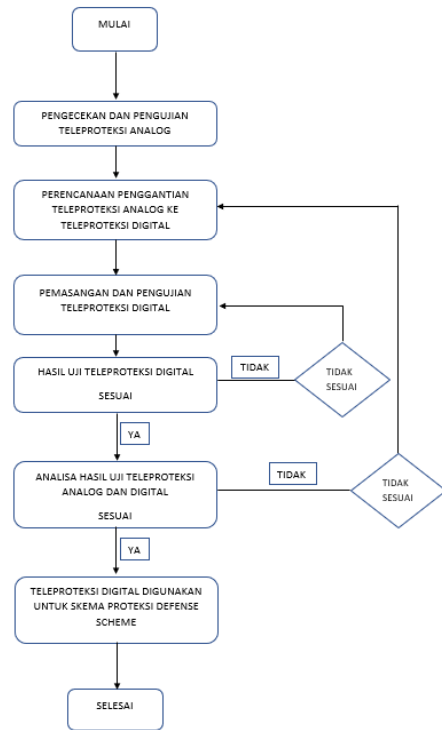 MULAI
PENGECEKAN DAN PENGUJIAN
TELEPROTEKSI ANALOG
PERENCANAAN PENGGANTIAN
TELEPROTEKSI ANALOG KE
TELEPROTEKSI DIGITAL
PEMASANGAN DAN PENGUJIAN
TELEPROTEKSI DIGITAL
HASIL UJI TELEPROTEKSI DIGITAL
SESUAI
TIDAK
TIDAK
SESUAI
YA
ANALISA HASIL UJI TELEPROTEKSI
ANALOG DAN DIGITAL
SESUAI
TIDAK
TIDAK
SESUAI
YA
TELEPROTEKSI DIGITAL DIGUNAKAN
UNTUK SKEMA PROTEKSI DEFENSE
SCHEME
SELESAI